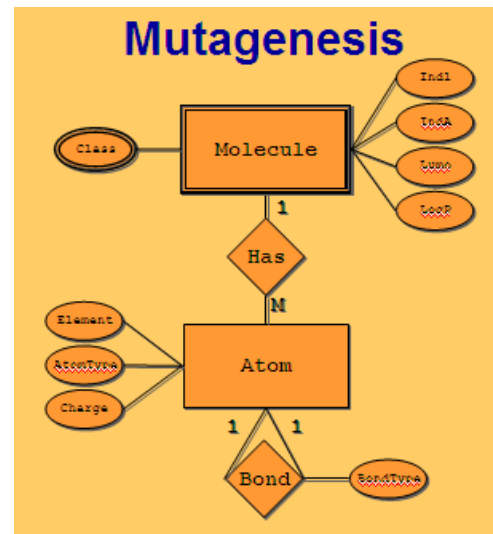 Mutagenesis
Ind1
Class
Molecule
IndA
Lumo
LogP
1
Has
M
Element
AtomType
Atom
Charge
1 1
Bond
BondType